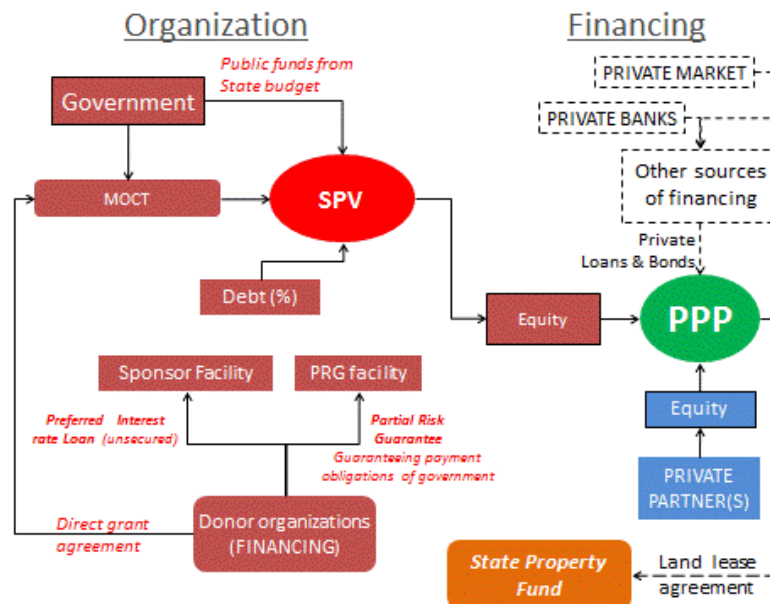 Organization
Financing
Public funds from
State budget
Government
PRIVATE MARKET
PRIVATE BANKS
Other sources
of financing
MOCT
SPV
Private
Loans & Bonds
Debt (%)
Equity
PPP
Sponsor Facility
PRG facility
Equity
Preferred Interest
rate Loan (unsecured)
Partial Risk
Guarantee
Guaranteeing payment
obligations of government
PRIVATE
PARTNER(S)
Direct grant
agreement
Donor organizations
(FINANCING)
State Property
Fund
Land lease
agreement